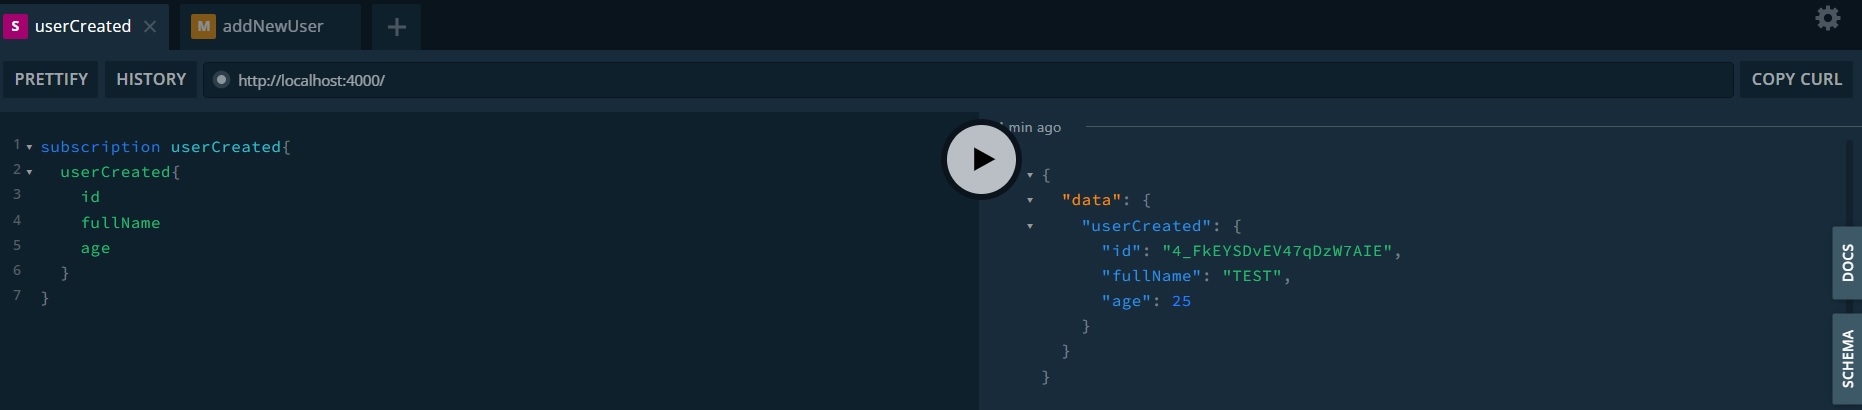 S userCreated
M addNewUser
PRETTIFY HISTORY http://localhost:4000/ COPY CURL
1 subscription userCreated{
2 userCreated{
3 id
4 fullName
5 age
6 }
7 }
min ago
{
"data": {
"userCreated": {
"id": "4_FkEYSDvEV47qDzW7AIE",
"fullName": "TEST",
"age": 25
}
}
}
DOCS
SCHEMA